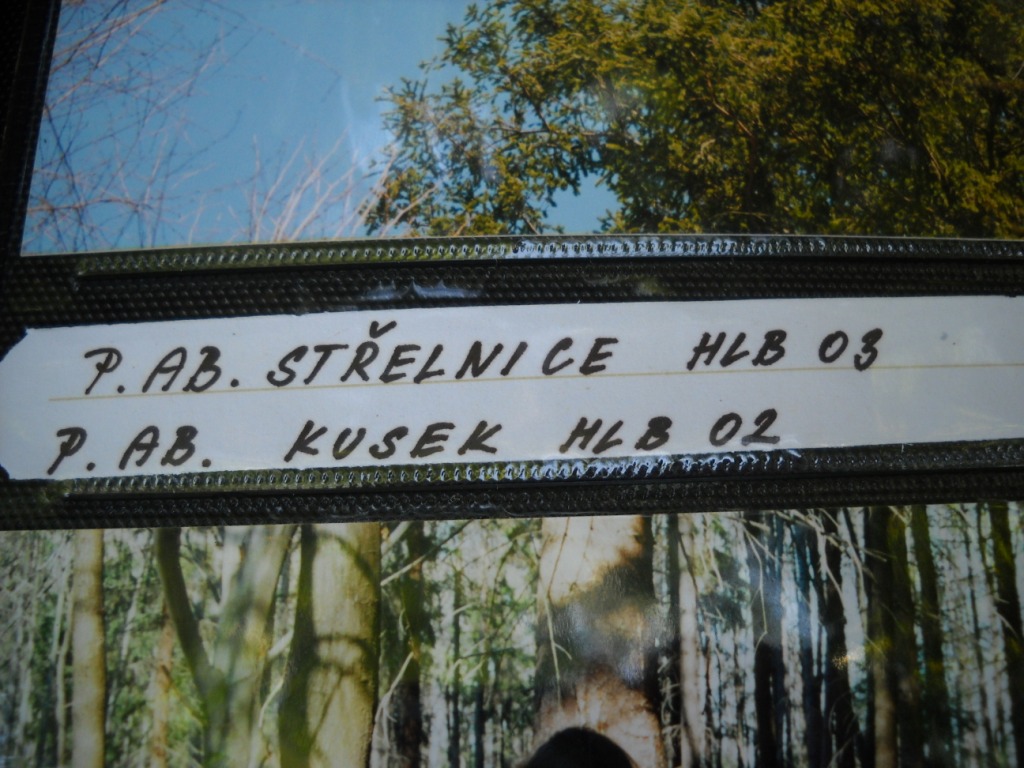 P. AB. STŘELNICE HLB 03
P. AB. KUSEK HLB 02